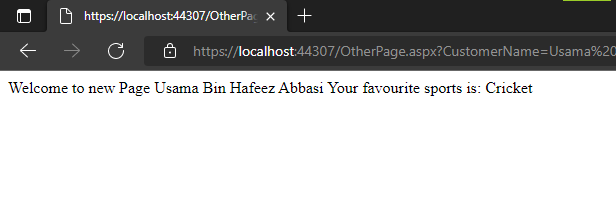 https://localhost:44307/OtherPag
https://localhost:44307/OtherPage.aspx?CustomerName=Usama%20
Welcome to new Page Usama Bin Hafeez Abbasi Your favourite sports is: Cricket